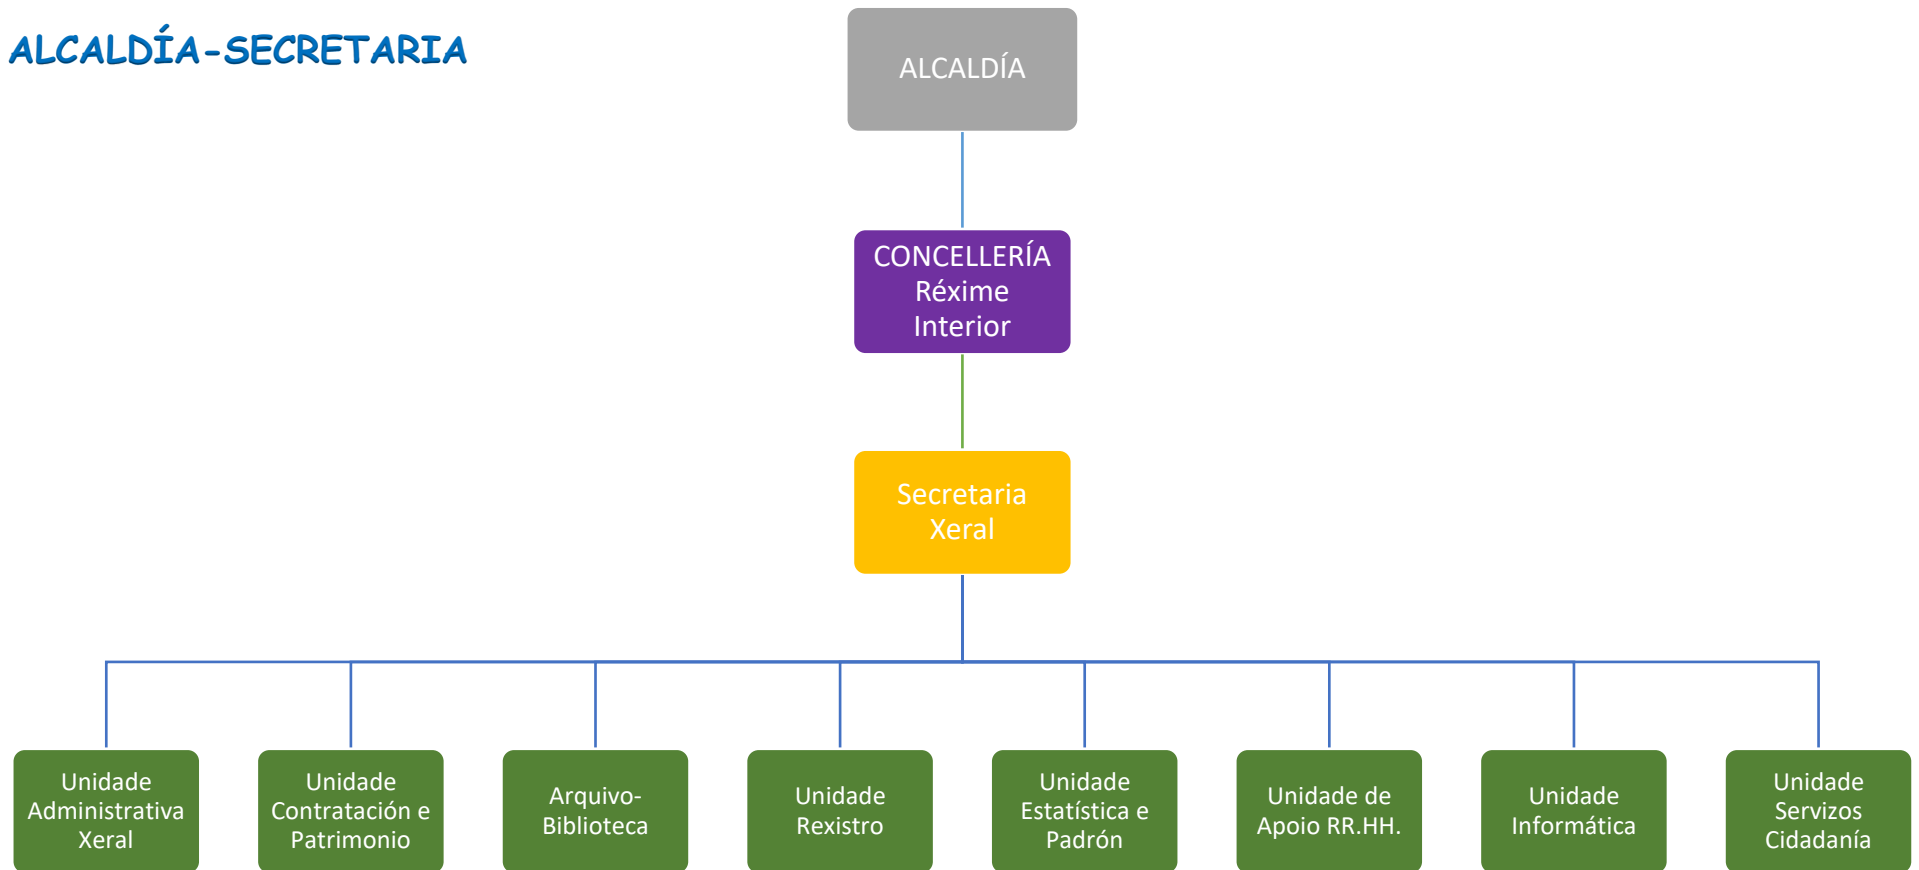 ALCALDÍA-SECRETARIA
ALCALDÍA
CONCELLERÍA
Réxime
Interior
Secretaria
Xeral
Unidade
Administrativa
Xeral
Unidade
Contratación e
Patrimonio
Arquivo-
Biblioteca
Unidade
Rexistro
Unidade
Estatística e
Padrón
Unidade de
Apoio RR.HH.
Unidade
Informática
Unidade
Servizos
Cidadanía